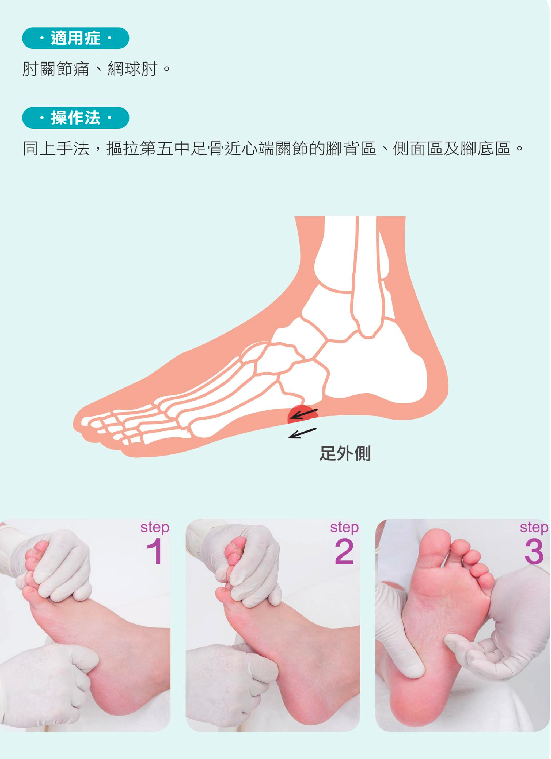 ・適用症・
肘關節痛、網球肘。
・操作法・
同上手法，摳拉第五中足骨近心端關節的腳背區、側面區及腳底區。
足外側
step
1
step
2
step
3